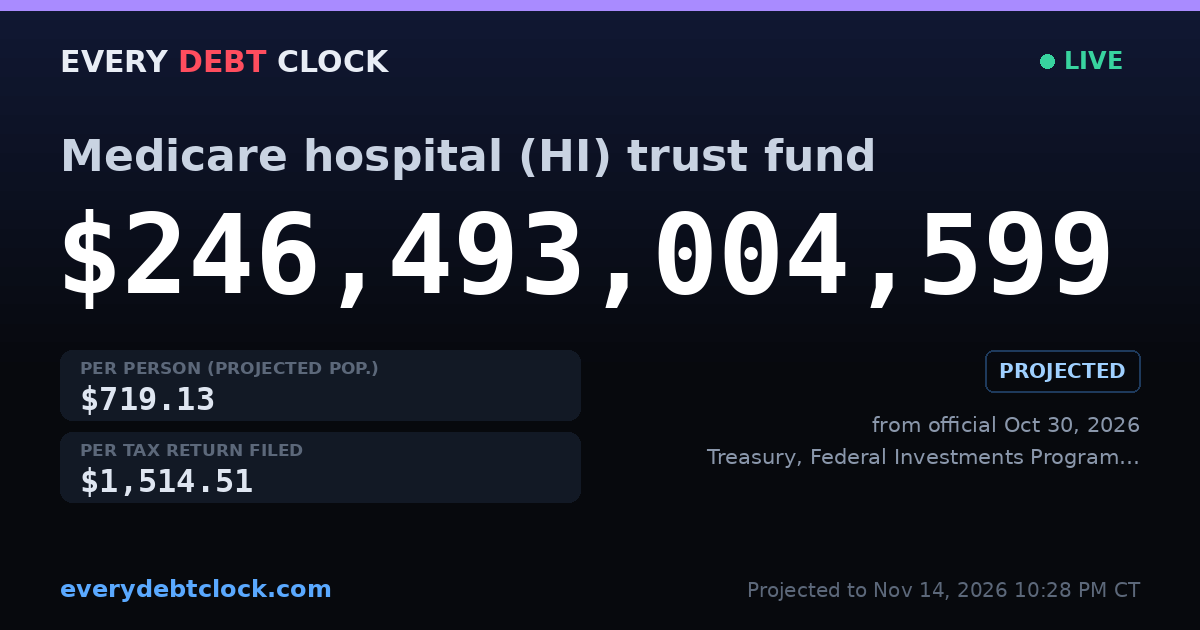 EVERY DEBT CLOCK
LIVE
Medicare hospital (HI) trust fund
$246,493,004,599
PER PERSON (PROJECTED POP.)
$719.13
PER TAX RETURN FILED
$1,514.51
PROJECTED
from official Oct 30, 2026
Treasury, Federal Investments Program…
everydebtclock.com
Projected to Nov 14, 2026 10:28 PM CT